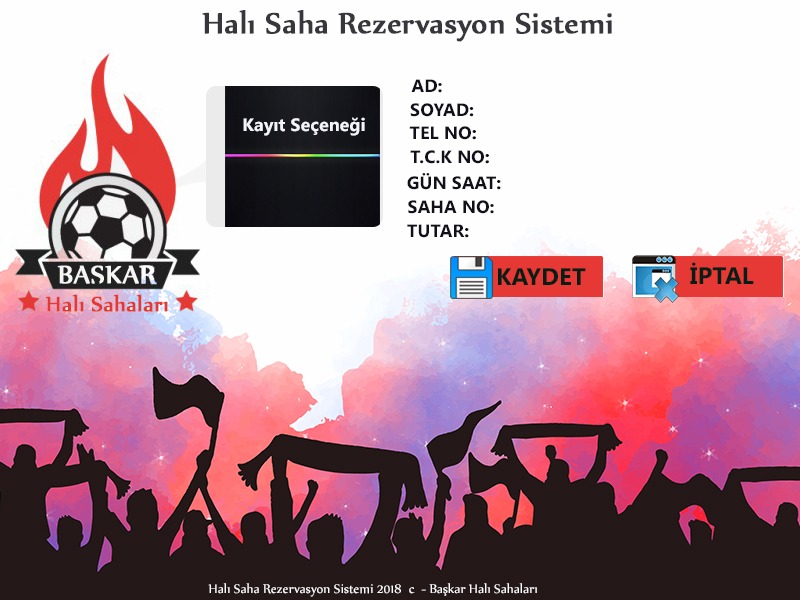 Halı Saha Rezervasyon Sistemi
BAŞKAR
Halı Sahaları
Kayıt Seçeneği
AD:
SOYAD:
TEL NO:
T.C.K NO:
GÜN SAAT:
SAHA NO:
TUTAR:
KAYDET
İPTAL
Halı Saha Rezervasyon Sistemi 2018 c - Başkar Halı Sahaları